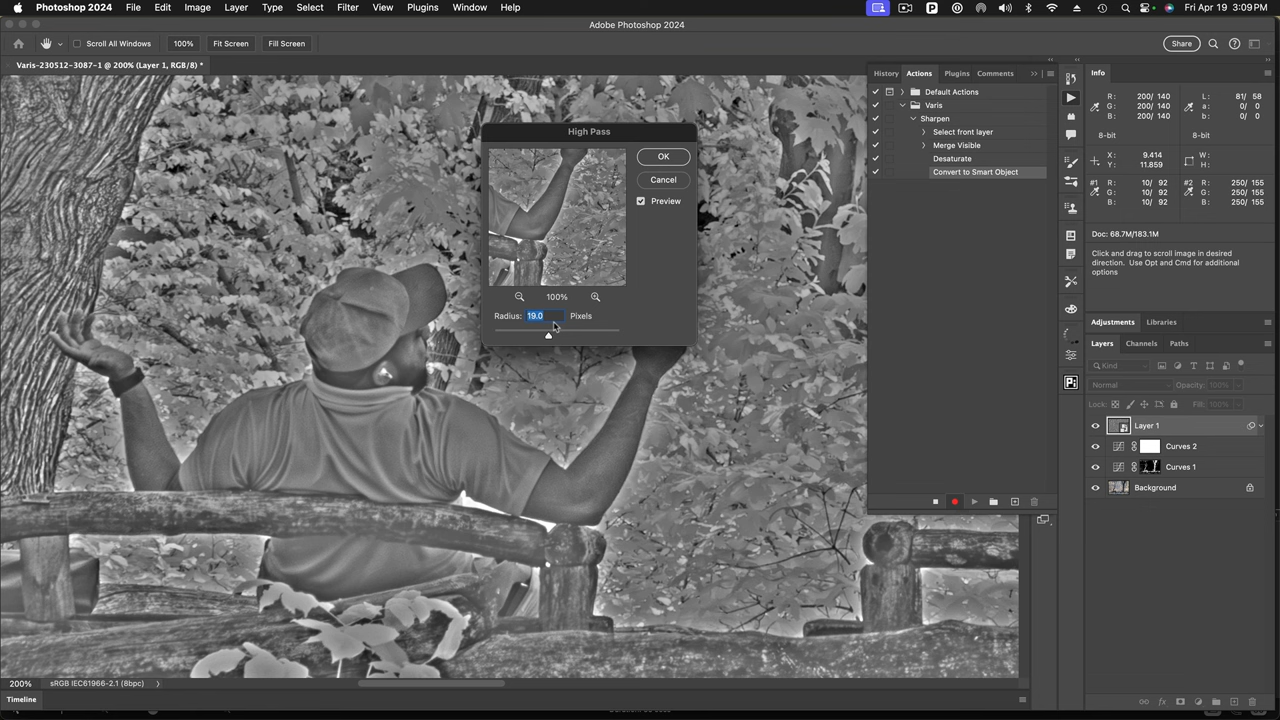 Photoshop 2024 File Edit Image Layer Type Select Filter View Plugins Window Help Fri Apr 19 3:09 PM
Adobe Photoshop 2024
Scroll All Windows 100% Fit Screen Fill Screen Share
Varis-230512-3087-1 @ 200% (Layer 1, RGB/8) *
History Actions Plugins Comments
Default Actions
Varis
Sharpen
Select front layer
Merge Visible
Desaturate
Convert to Smart Object
High Pass
OK
Cancel
Preview
100%
Radius: 19.0 Pixels
Info
R: 200/ 140 L: 81/ 58
G: 200/ 140 a: 0/ 0
B: 200/ 140 b: 0/ 0
8-bit 8-bit
X: 9.414 W:
Y: 11.859 H:
#1 R: 10/ 92 #2 R: 250/ 155
G: 10/ 92 G: 250/ 155
B: 10/ 92 B: 250/ 155
Doc: 68.7M/183.1M
Click and drag to scroll image in desired
direction. Use Opt and Cmd for additional
options
Adjustments Libraries
Layers Channels Paths
Kind
Normal Opacity: 100%
Lock: Fill: 100%
Layer 1
Curves 2
Curves 1
Background
200% sRGB IEC61966-2.1 (8bpc)
Timeline